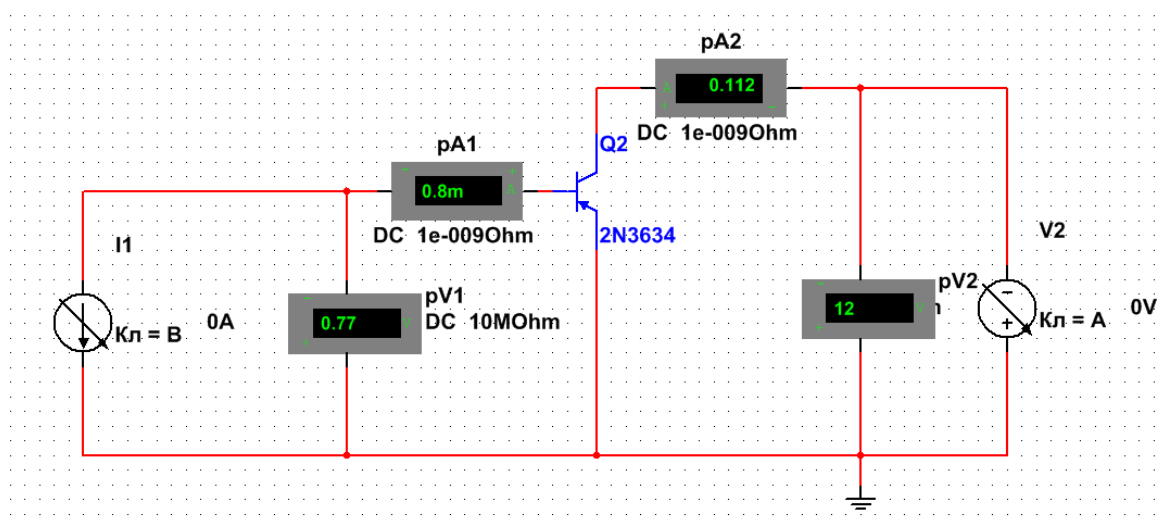 pA2
A 0.112
+ -
DC 1e-009Ohm
Q2
pA1
- +
0.8m A
DC 1e-009Ohm
2N3634
I1
V2
-
pV1
0.77 V
DC 10MOhm
+
0A
Кл = B
-
pV2
12 V
+
-
+
Кл = A
0V